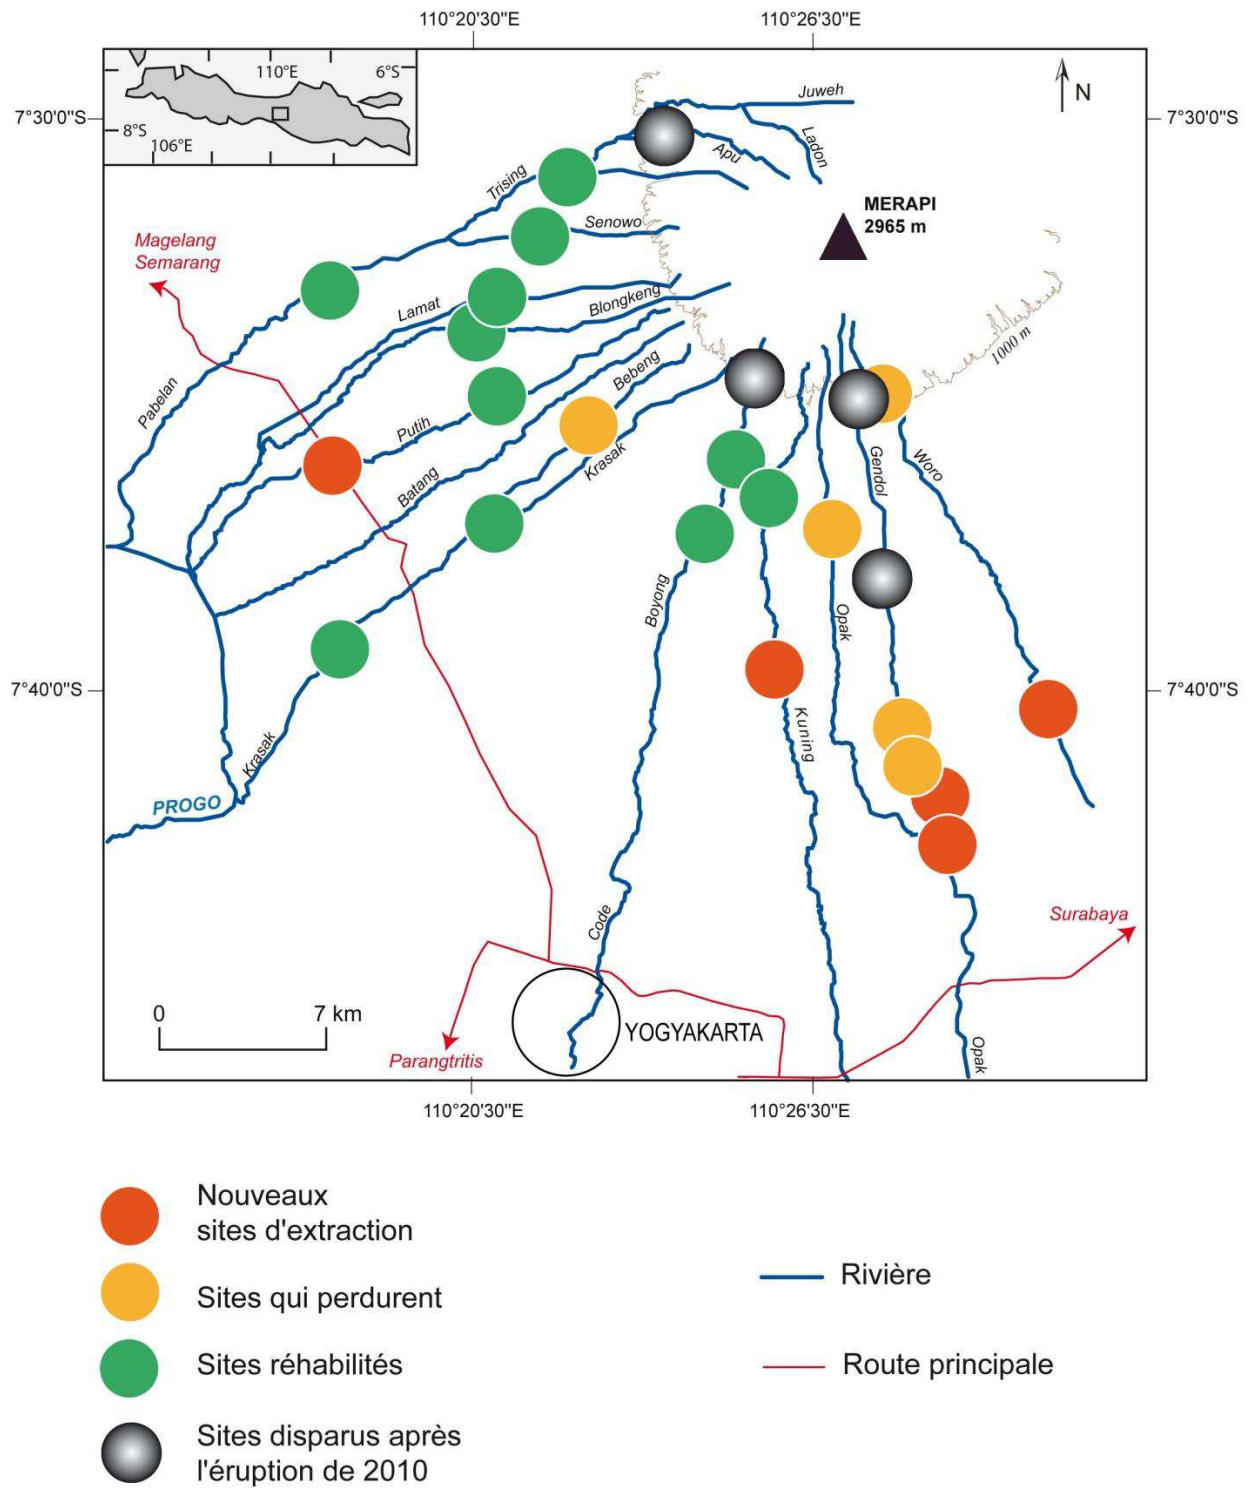 110°20'30"E
110°26'30"E
110°E
6°S
8°S
106°E
N
7°30'0"S
7°30'0"S
Juweh
Ladon
Apu
Trising
Senowo
MERAPI
2965 m
Magelang
Semarang
Lamat
Blongkeng
1000 m
Bebeng
Pabelan
Putih
Krasak
Batang
Gendol
Woro
Boyong
Opak
7°40'0"S
7°40'0"S
Kuning
Krasak
PROGO
Code
Surabaya
0
7 km
YOGYAKARTA
Parangtritis
Opak
110°20'30"E
110°26'30"E
Nouveaux
sites d'extraction
Sites qui perdurent
Sites réhabilités
Sites disparus après
l'éruption de 2010
Rivière
Route principale